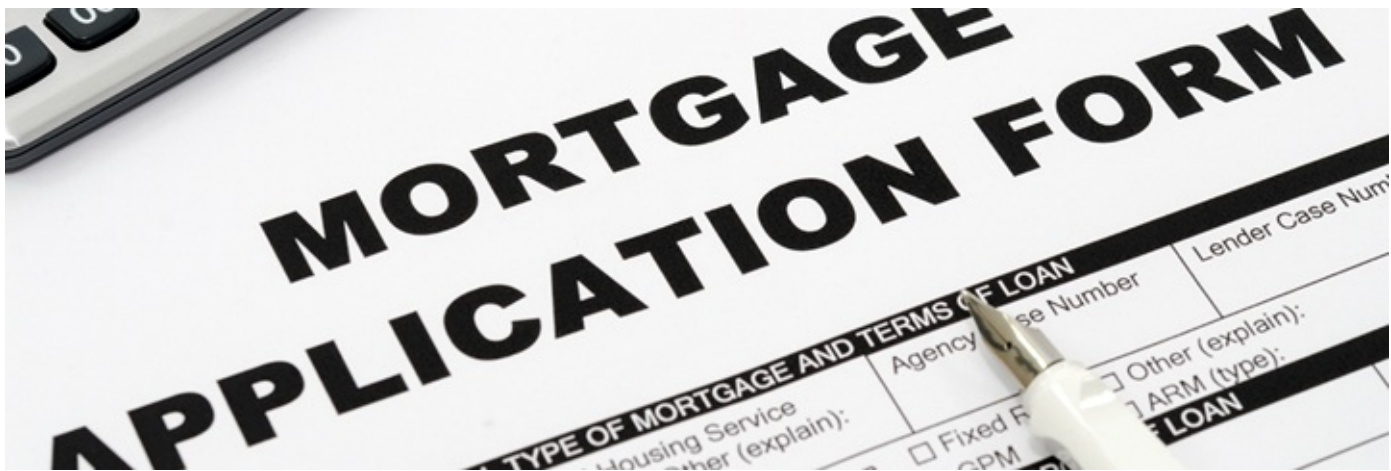 MORTGAGE
APPLICATION FORM
TYPE OF MORTGAGE AND TERMS OF LOAN
Housing Service
Other (explain):
Agency
se Number
Lender Case Num
Fixed R
GPM
Other (explain):
ARM (type):
LOAN